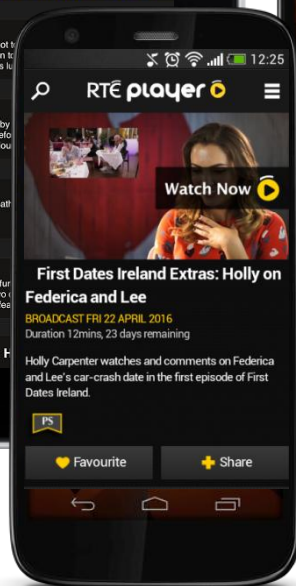 12:25
RTÉ player
Watch Now
First Dates Ireland Extras: Holly on
Federica and Lee
BROADCAST FRI 22 APRIL 2016
Duration 12mins, 23 days remaining
Holly Carpenter watches and comments on Federica
and Lee's car-crash date in the first episode of First
Dates Ireland.
PS
Favourite
Share